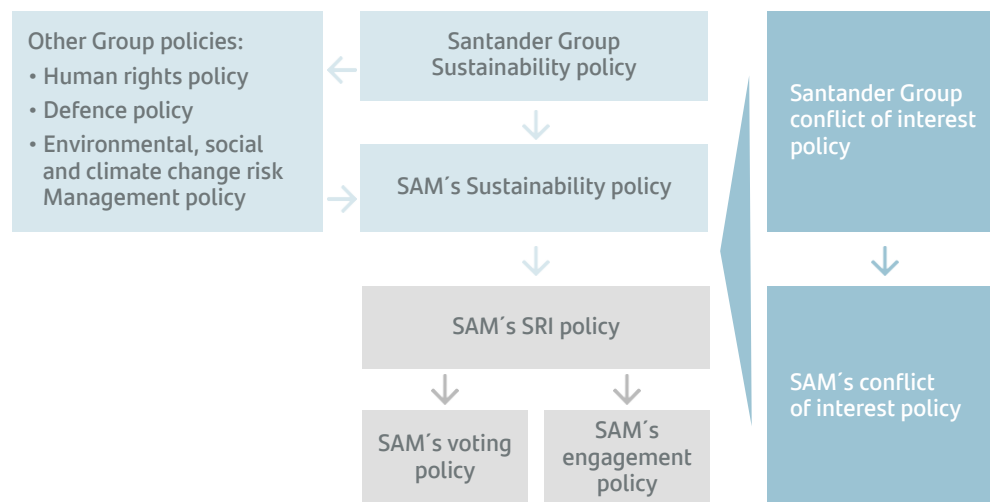 Other Group policies:
• Human rights policy
• Defence policy
• Environmental, social
and climate change risk
Management policy
Santander Group
Sustainability policy
SAM´s Sustainability policy
SAM´s SRI policy
SAM´s voting
policy
SAM´s
engagement
policy
Santander Group
conflict of interest
policy
SAM´s conflict
of interest policy